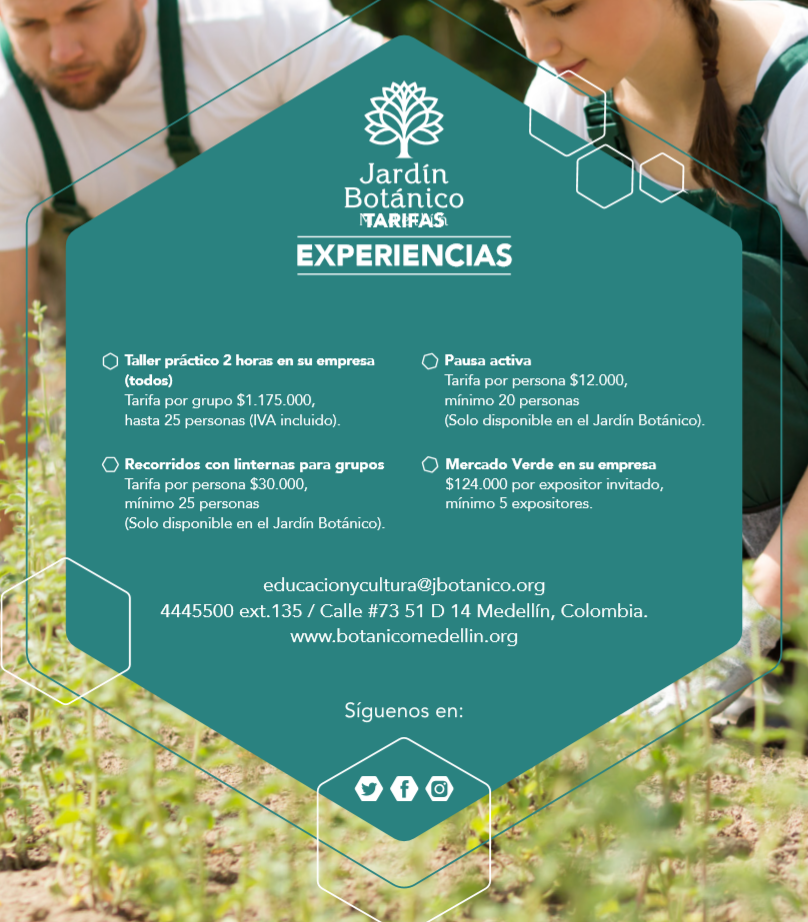 Jardín
Botánico
TARIFAS
EXPERIENCIAS
Taller práctico 2 horas en su empresa
(todos)
Tarifa por grupo $1.175.000,
hasta 25 personas (IVA incluido).
Recorridos con linternas para grupos
Tarifa por persona $30.000,
mínimo 25 personas
(Solo disponible en el Jardín Botánico).
Pausa activa
Tarifa por persona $12.000,
mínimo 20 personas
(Solo disponible en el Jardín Botánico).
Mercado Verde en su empresa
$124.000 por expositor invitado,
mínimo 5 expositores.
educacionycultura@jbotanico.org
4445500 ext.135 / Calle #73 51 D 14 Medellín, Colombia.
www.botanicomedellin.org
Síguenos en: